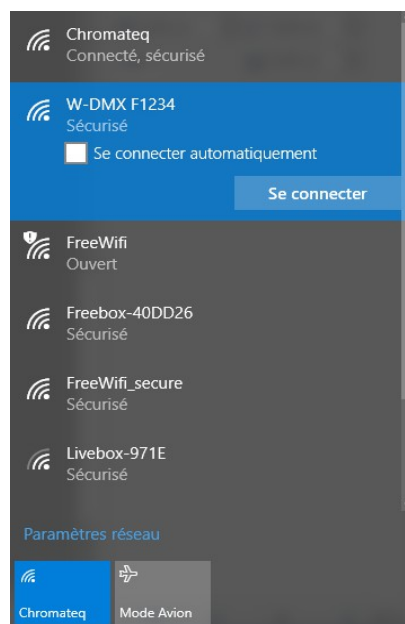 Chromateq
Connecté, sécurisé
W-DMX F1234
Sécurisé
Se connecter automatiquement
Se connecter
FreeWifi
Ouvert
Freebox-40DD26
Sécurisé
FreeWifi_secure
Sécurisé
Livebox-971E
Sécurisé
Paramètres réseau
Chromateq
Mode Avion